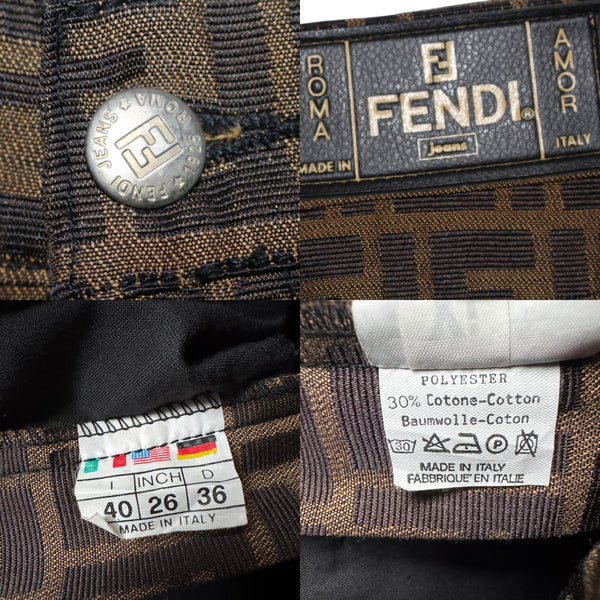 FENDI JEANS ★ 1925 ROMA ★
ROMA
MADE IN
FENDI®
jeans
AMOR
ITALY
I INCH D
40 26 36
MADE IN ITALY
POLYESTER
30% Cotone-Cotton
Baumwolle-Coton
30 A P
MADE IN ITALY
FABBRIQUE' EN ITALIE